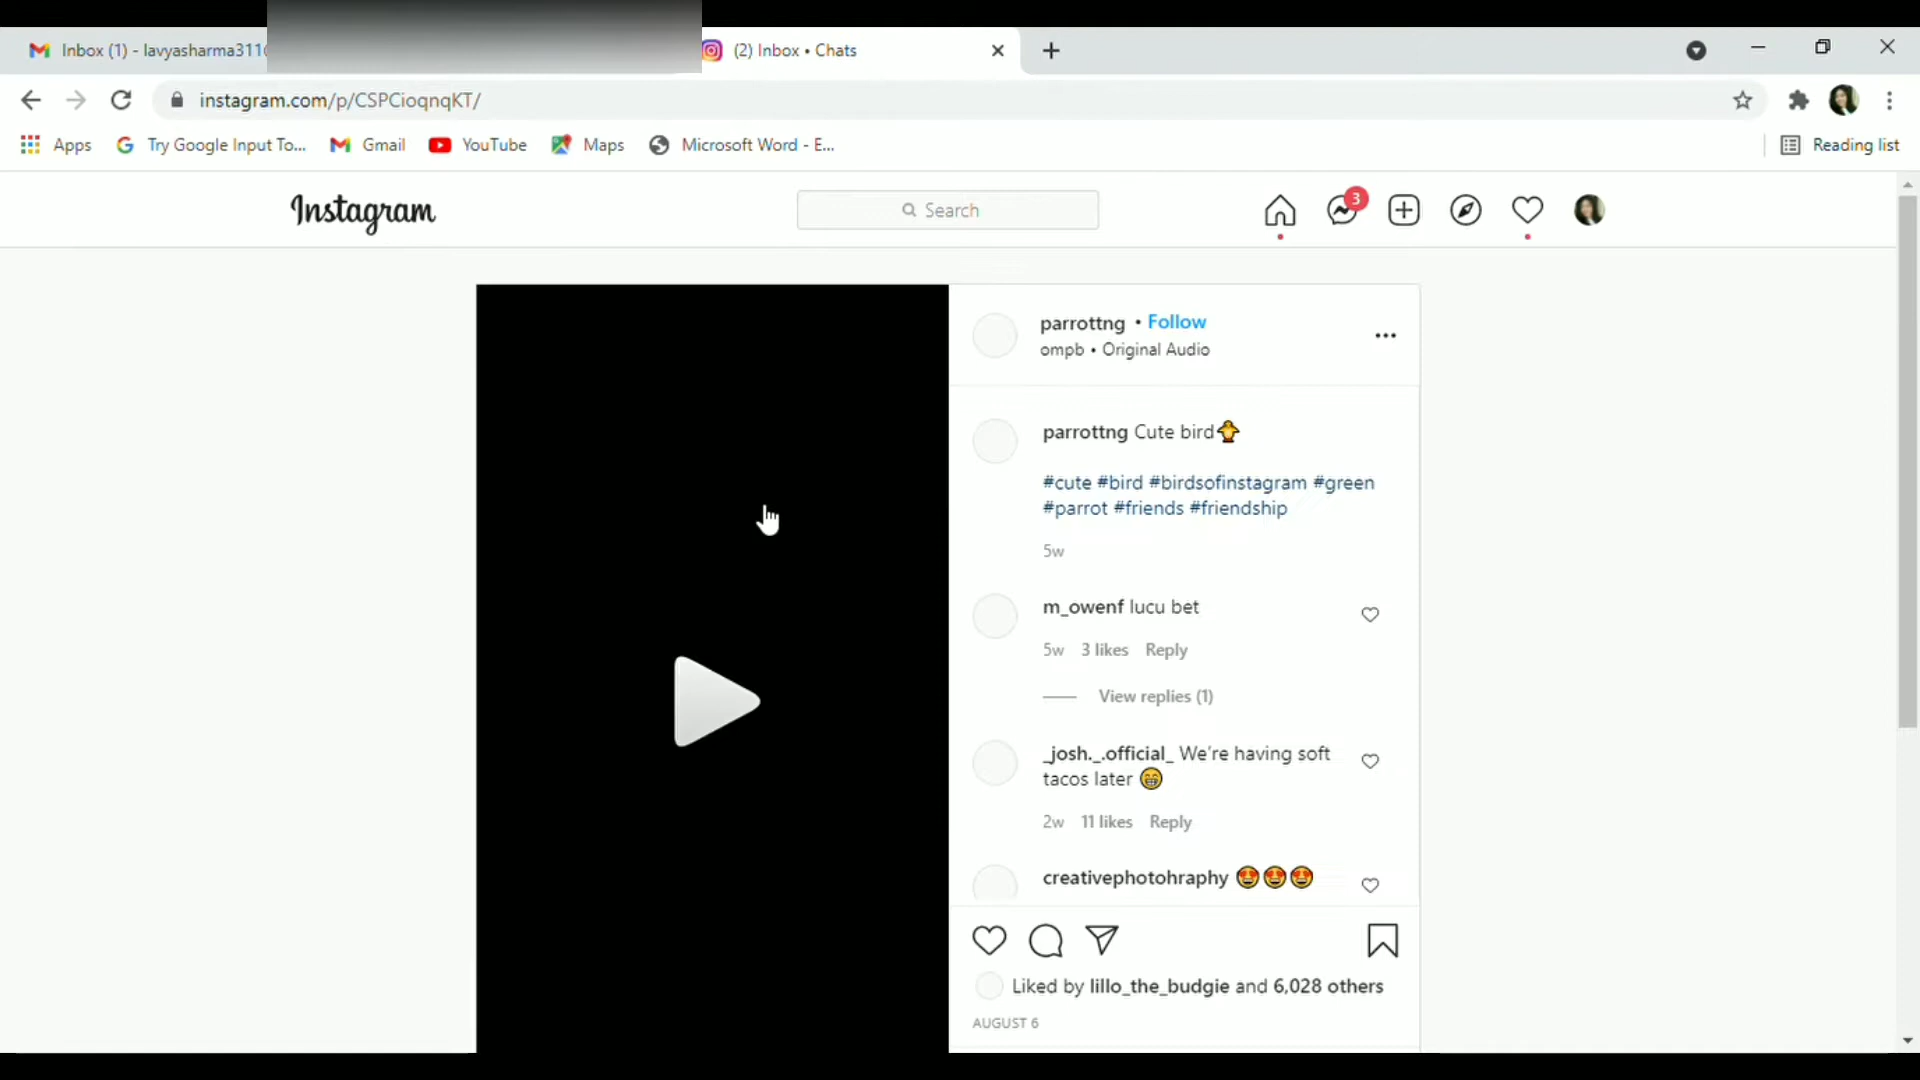 Inbox (1) - lavyasharma311
(2) Inbox • Chats
instagram.com/p/CSPCioqnqKT/
Apps
Try Google Input To...
Gmail
YouTube
Maps
Microsoft Word - E...
Reading list
Instagram
Search
3
parrottng • Follow
ompb • Original Audio
parrottng Cute bird🐥
#cute #bird #birdsofinstagram #green
#parrot #friends #friendship
5w
m_owenf lucu bet
5w 3 likes Reply
View replies (1)
_josh._.official_ We're having soft
tacos later 😁
2w 11 likes Reply
creativephotohraphy 😍😍😍
Liked by lillo_the_budgie and 6,028 others
AUGUST 6